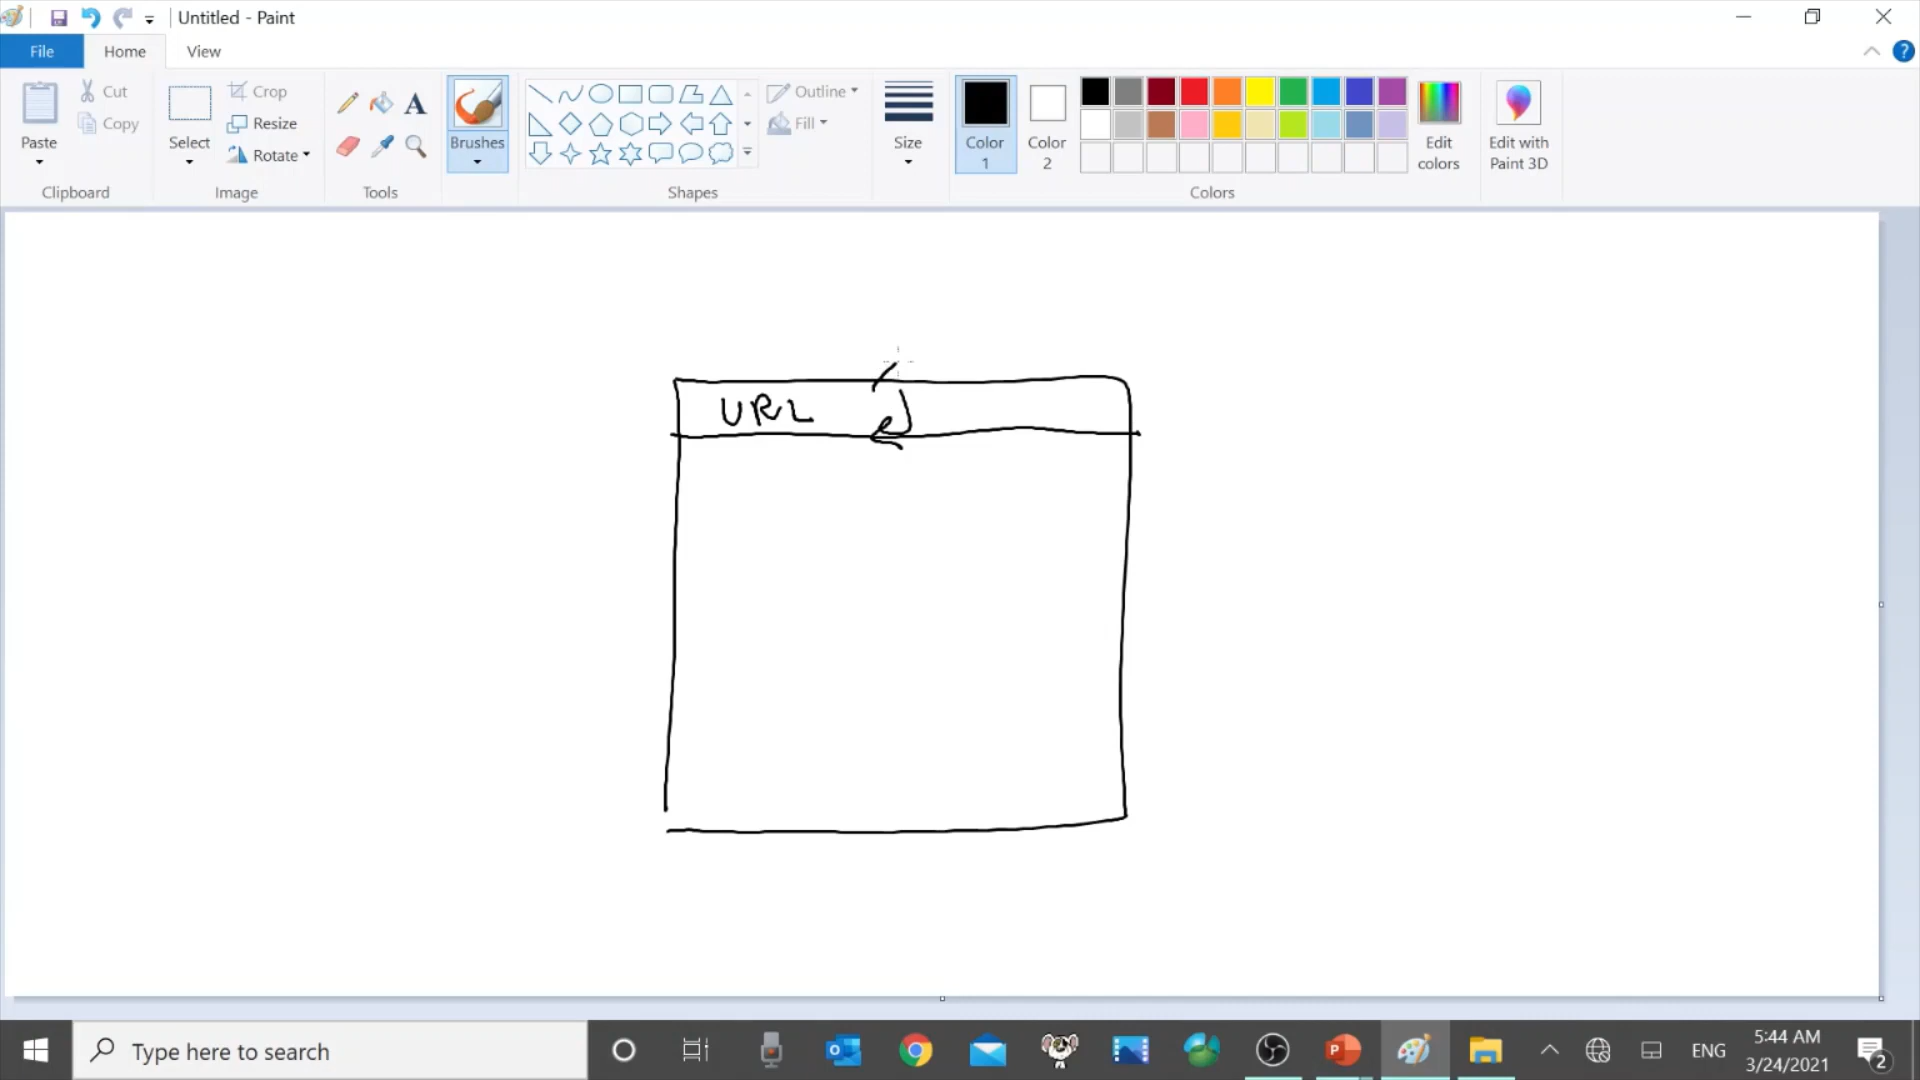 Untitled - Paint
File Home View
Cut Crop Outline
Copy Resize Fill
Paste Select Rotate Brushes Size Color 1 Color 2 Edit colors Edit with Paint 3D
Clipboard Image Tools Shapes Colors
URL
Type here to search
ENG
5:44 AM
3/24/2021
2